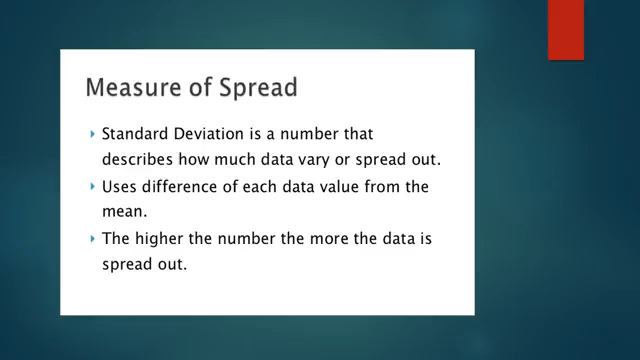 Measure of Spread
Standard Deviation is a number that
describes how much data vary or spread out.
Uses difference of each data value from the
mean.
The higher the number the more the data is
spread out.